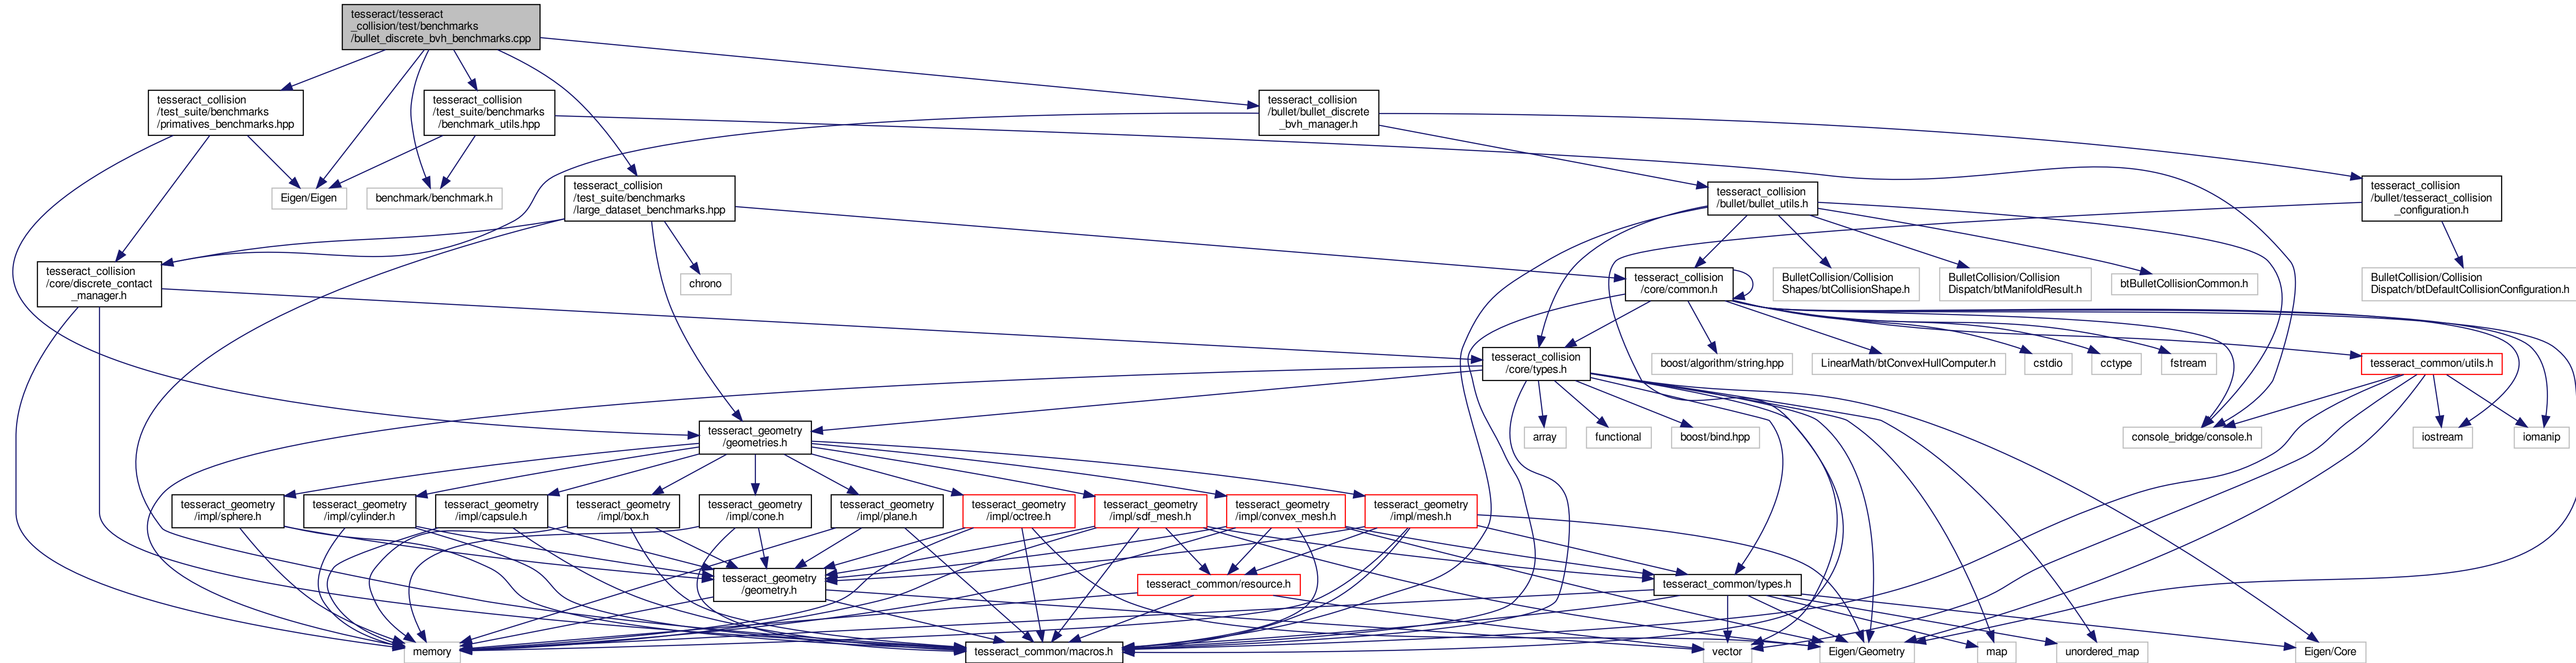 tesseract/tesseract
_collision/test/benchmarks
/bullet_discrete_bvh_benchmarks.cpp
tesseract_collision
/test_suite/benchmarks
/primatives_benchmarks.hpp
tesseract_collision
/test_suite/benchmarks
/benchmark_utils.hpp
tesseract_collision
/bullet/bullet_discrete
_bvh_manager.h
Eigen/Eigen
benchmark/benchmark.h
tesseract_collision
/test_suite/benchmarks
/large_dataset_benchmarks.hpp
tesseract_collision
/bullet/bullet_utils.h
tesseract_collision
/bullet/tesseract_collision
_configuration.h
tesseract_collision
/core/discrete_contact
_manager.h
chrono
tesseract_collision
/core/common.h
BulletCollision/Collision
Shapes/btCollisionShape.h
BulletCollision/Collision
Dispatch/btManifoldResult.h
btBulletCollisionCommon.h
BulletCollision/Collision
Dispatch/btDefaultCollisionConfiguration.h
tesseract_collision
/core/types.h
boost/algorithm/string.hpp
LinearMath/btConvexHullComputer.h
cstdio
cctype
fstream
tesseract_common/utils.h
tesseract_geometry
/geometries.h
array
functional
boost/bind.hpp
console_bridge/console.h
iostream
iomanip
tesseract_geometry
/impl/sphere.h
tesseract_geometry
/impl/cylinder.h
tesseract_geometry
/impl/capsule.h
tesseract_geometry
/impl/box.h
tesseract_geometry
/impl/cone.h
tesseract_geometry
/impl/plane.h
tesseract_geometry
/impl/octree.h
tesseract_geometry
/impl/sdf_mesh.h
tesseract_geometry
/impl/convex_mesh.h
tesseract_geometry
/impl/mesh.h
tesseract_geometry
/geometry.h
tesseract_common/resource.h
tesseract_common/types.h
memory
tesseract_common/macros.h
vector
Eigen/Geometry
map
unordered_map
Eigen/Core